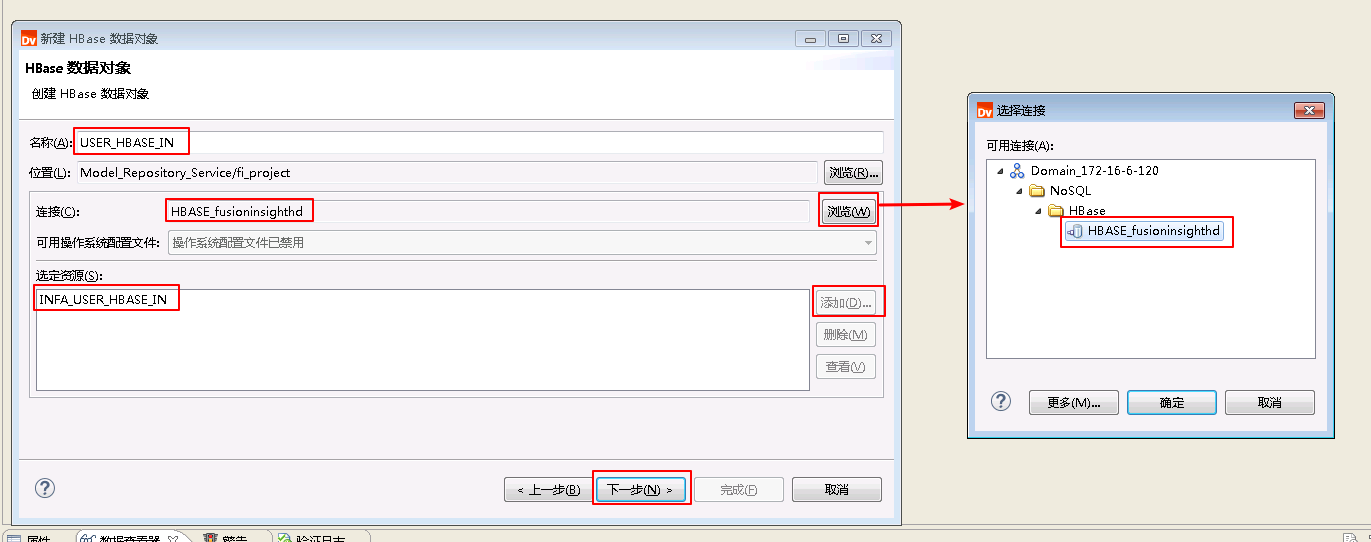 Dv 新建 HBase 数据对象
HBase 数据对象
创建 HBase 数据对象
名称(A): USER_HBASE_IN
位置(L): Model_Repository_Service/fi_project 浏览(R)...
连接(C): HBASE_fusioninsighthd 浏览(W)
可用操作系统配置文件: 操作系统配置文件已禁用
选定资源(S):
INFA_USER_HBASE_IN
添加(D)...
删除(M)
查看(V)
? < 上一步(B) 下一步(N) > 完成(F) 取消
Dv 选择连接
可用连接(A):
Domain_172-16-6-120
NoSQL
HBase
HBASE_fusioninsighthd
? 更多(M)... 确定 取消
属性 数据查看器 警告 验证日志